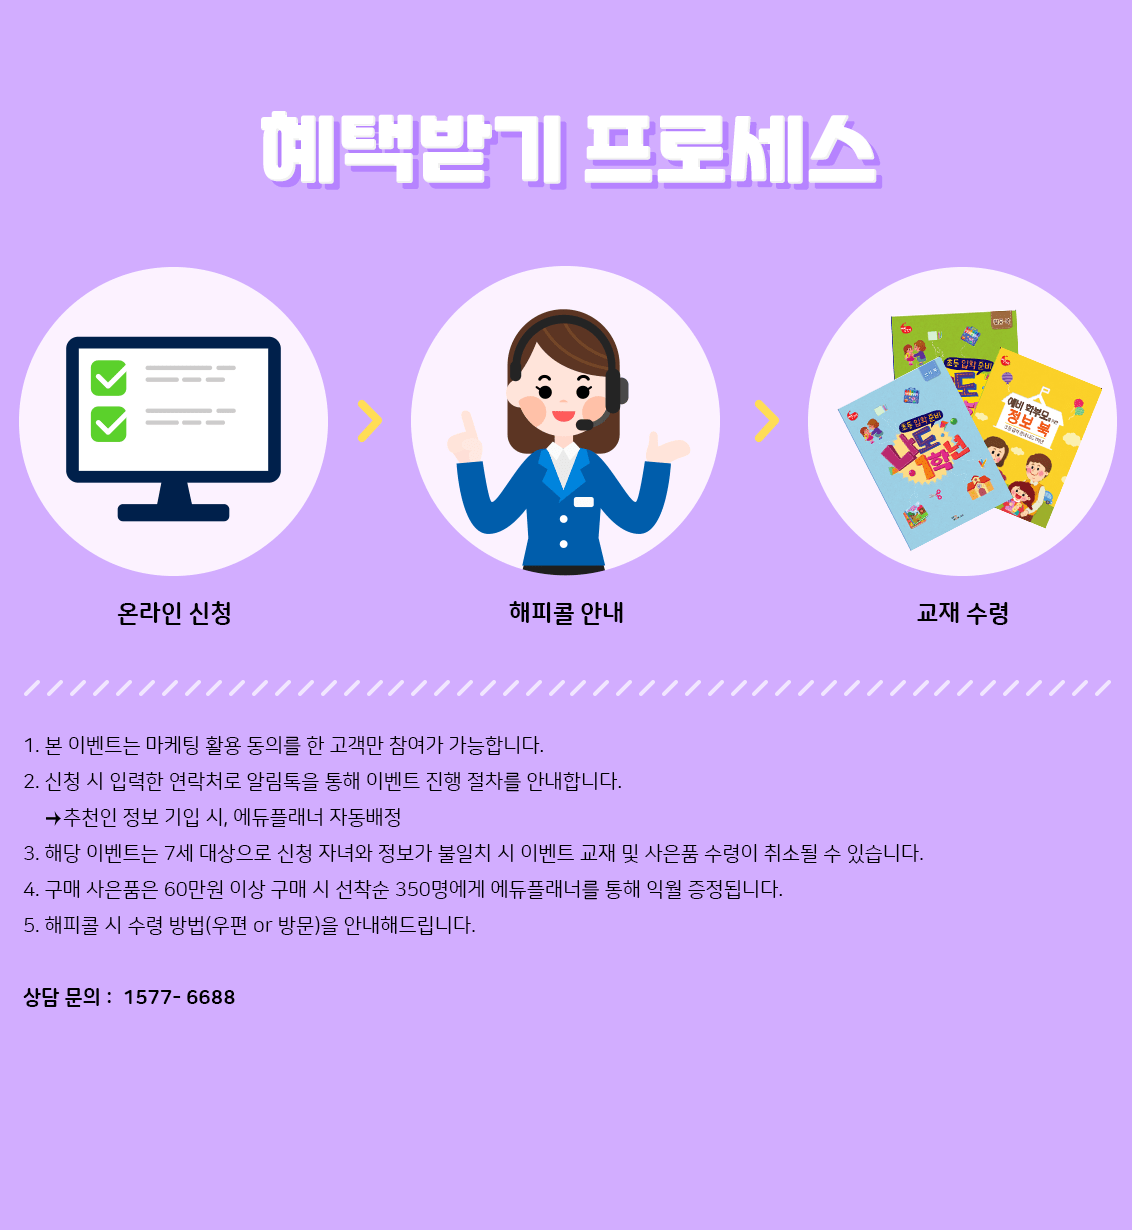 혜택받기 프로세스
초등 입학 준비
예비 학부모를 위한
정보 북
초등 입학 준비
나도
1학년
온라인 신청
해피콜 안내
교재 수령
1. 본 이벤트는 마케팅 활용 동의를 한 고객만 참여가 가능합니다.
2. 신청 시 입력한 연락처로 알림톡을 통해 이벤트 진행 절차를 안내합니다.
➜추천인 정보 기입 시, 에듀플래너 자동배정
3. 해당 이벤트는 7세 대상으로 신청 자녀와 정보가 불일치 시 이벤트 교재 및 사은품 수령이 취소될 수 있습니다.
4. 구매 사은품은 60만원 이상 구매 시 선착순 350명에게 에듀플래너를 통해 익월 증정됩니다.
5. 해피콜 시 수령 방법(우편 or 방문)을 안내해드립니다.
상담 문의 :  1577- 6688